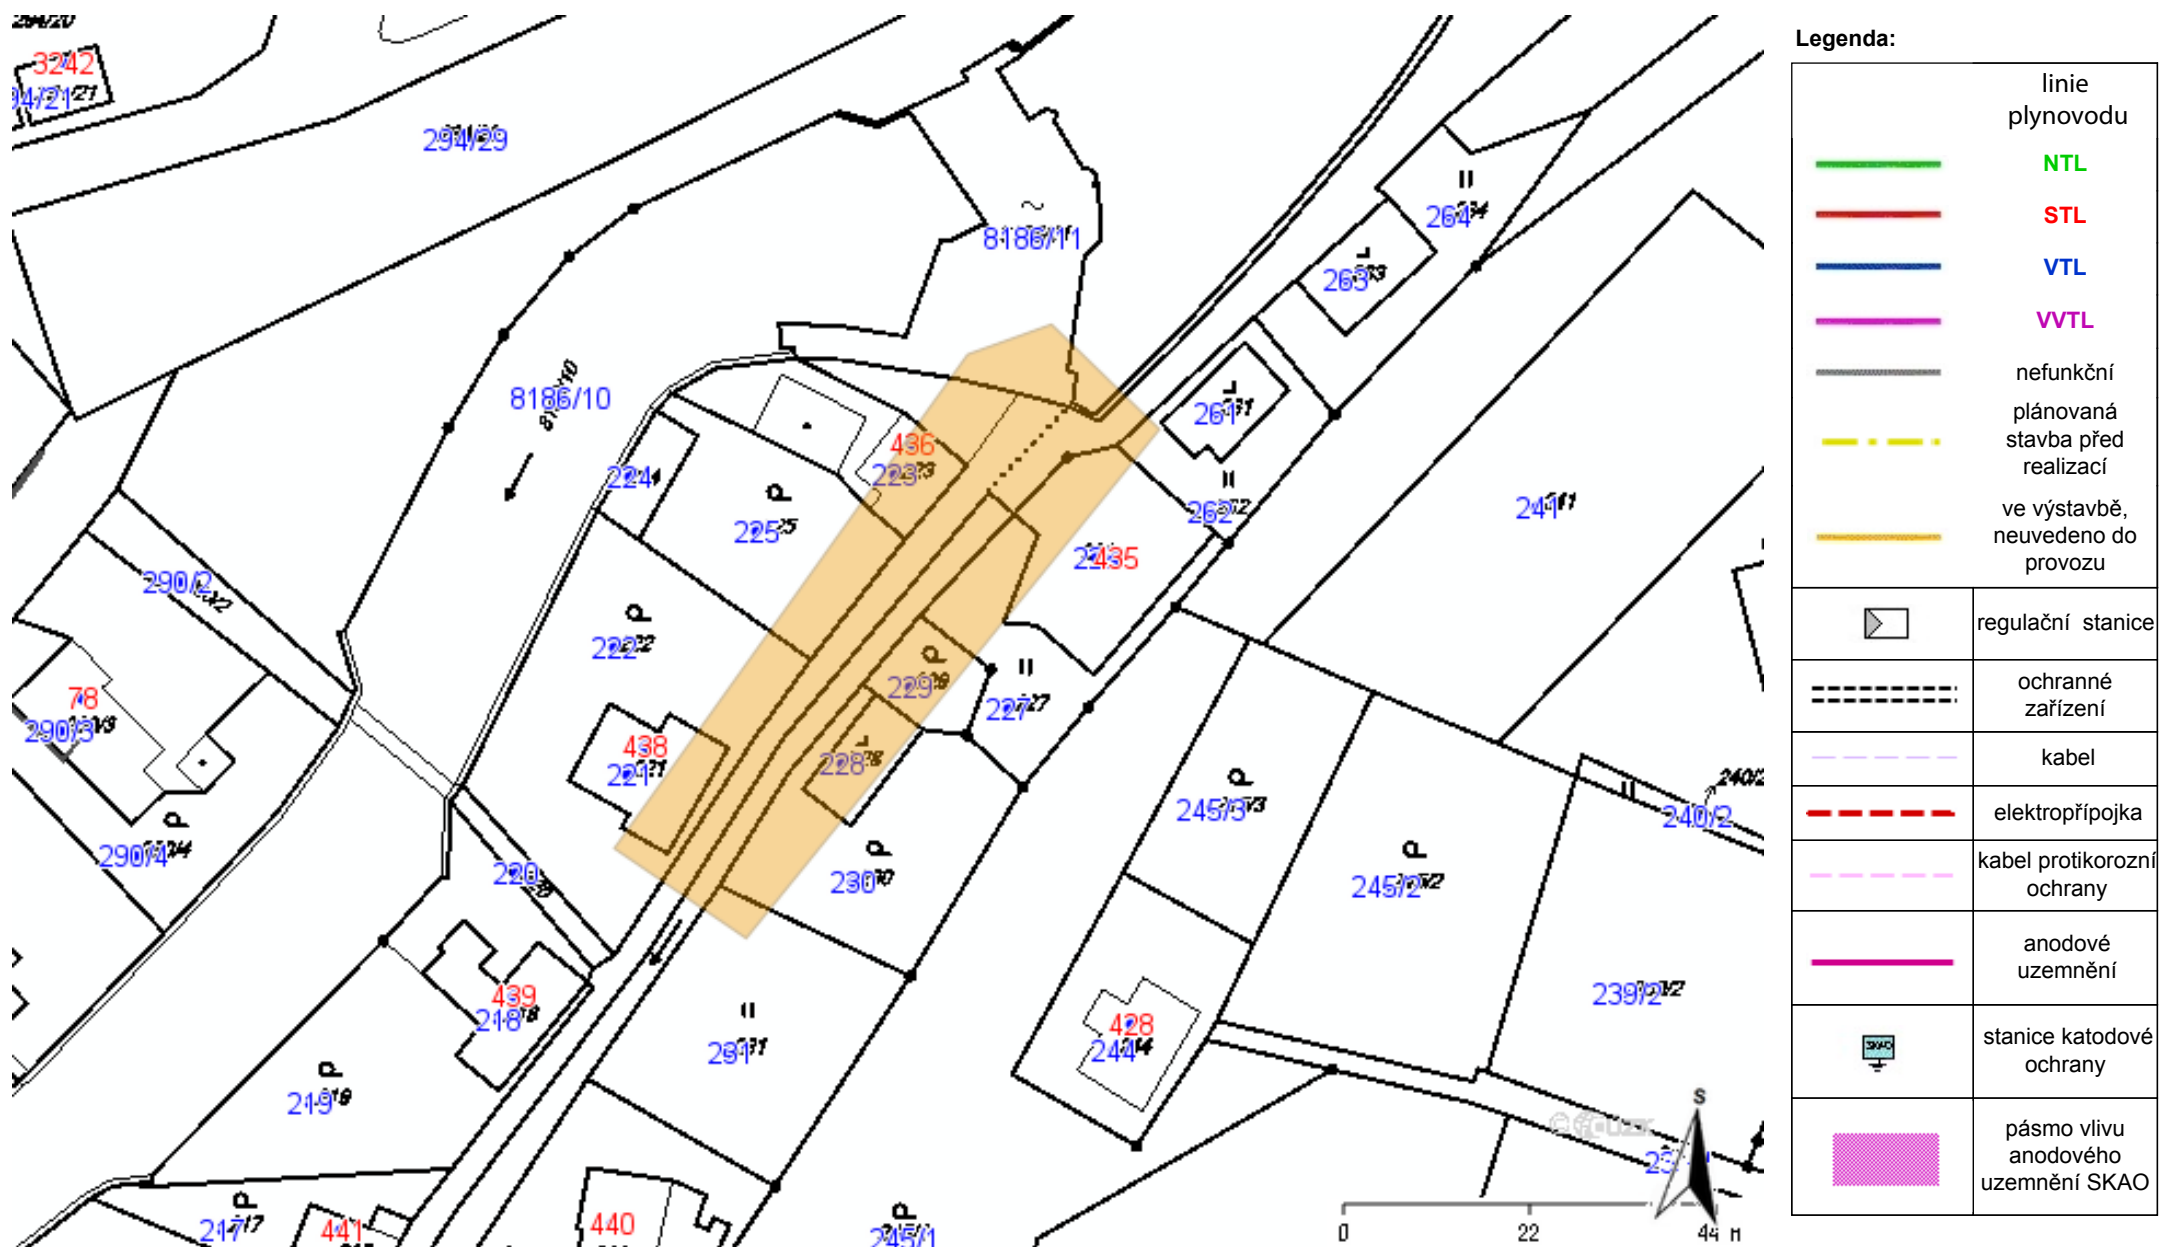 3242
294/29
8186/11
264
263
8186/10
261
436
223
224
225
262
241
435
290/2
222
229
227
78
290/3
438
221
228
245/3
240/2
290/4
220
230
245/2
439
218
239/2
231
428
244
219
S
217
441
440
245/1
0 22 44 M
Legenda:
linie
plynovodu
NTL
STL
VTL
VVTL
nefunkční
plánovaná
stavba před
realizací
ve výstavbě,
neuvedeno do
provozu
regulační stanice
ochranné
zařízení
kabel
elektropřípojka
kabel protikorozní
ochrany
anodové
uzemnění
SKAO
stanice katodové
ochrany
pásmo vlivu
anodového
uzemnění SKAO